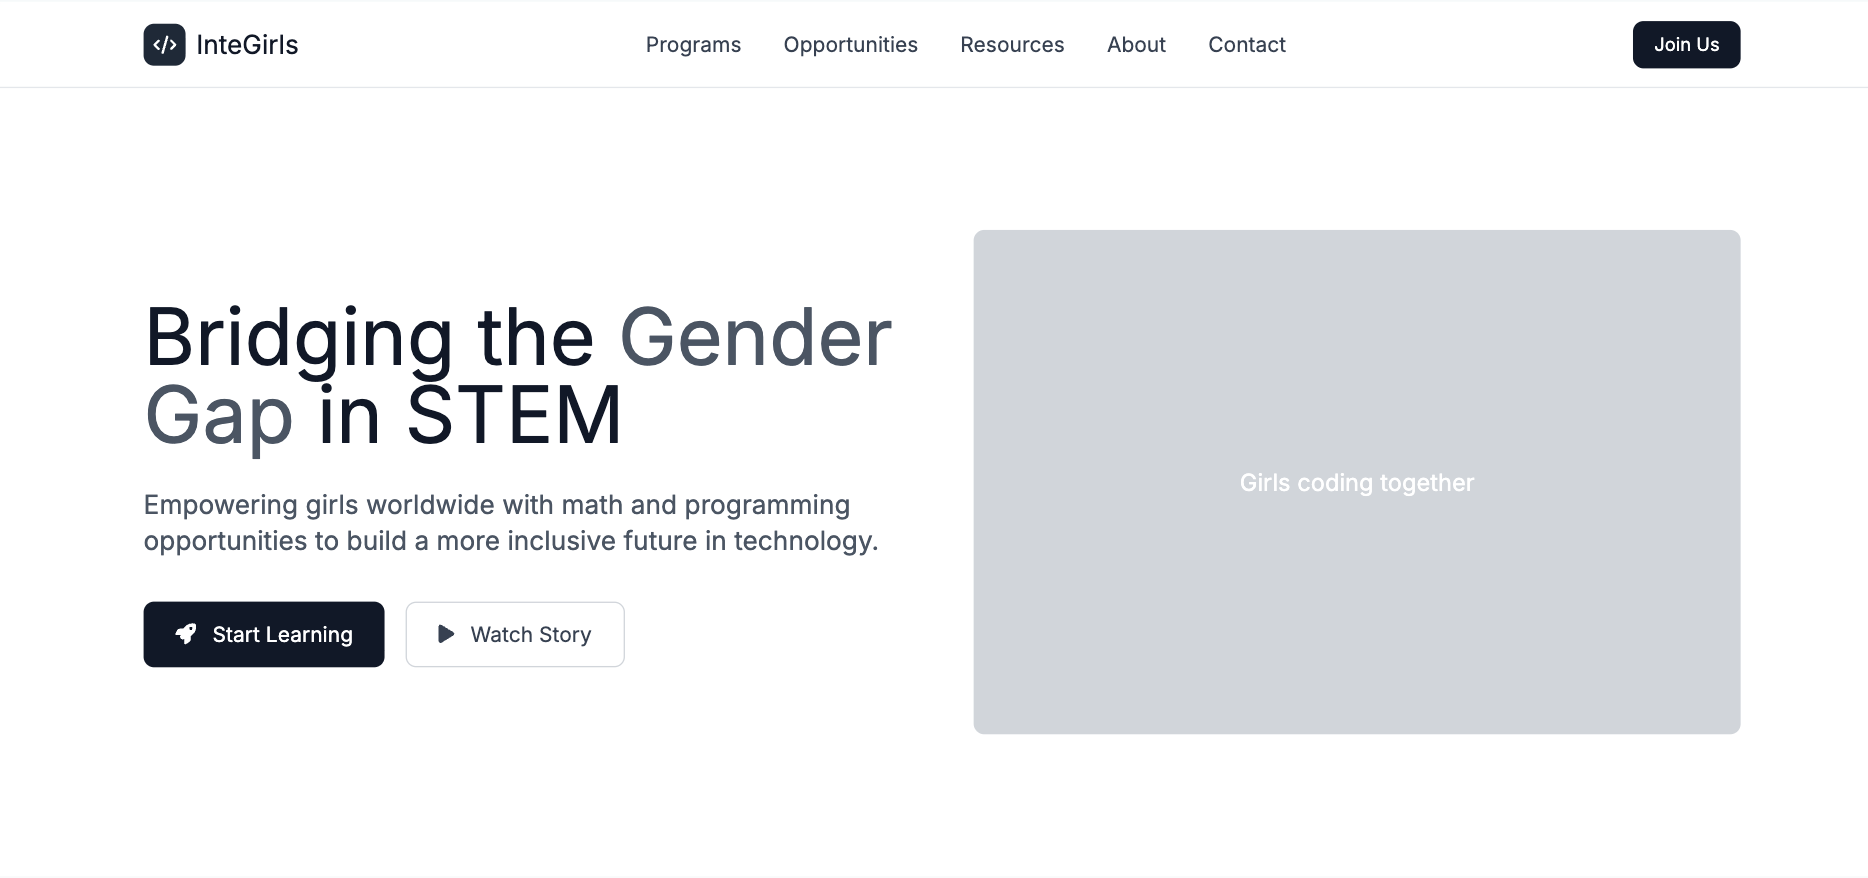 InteGirls
Programs
Opportunities
Resources
About
Contact
Join Us
Bridging the Gender
Gap in STEM
Empowering girls worldwide with math and programming
opportunities to build a more inclusive future in technology.
Start Learning
Watch Story
Girls coding together